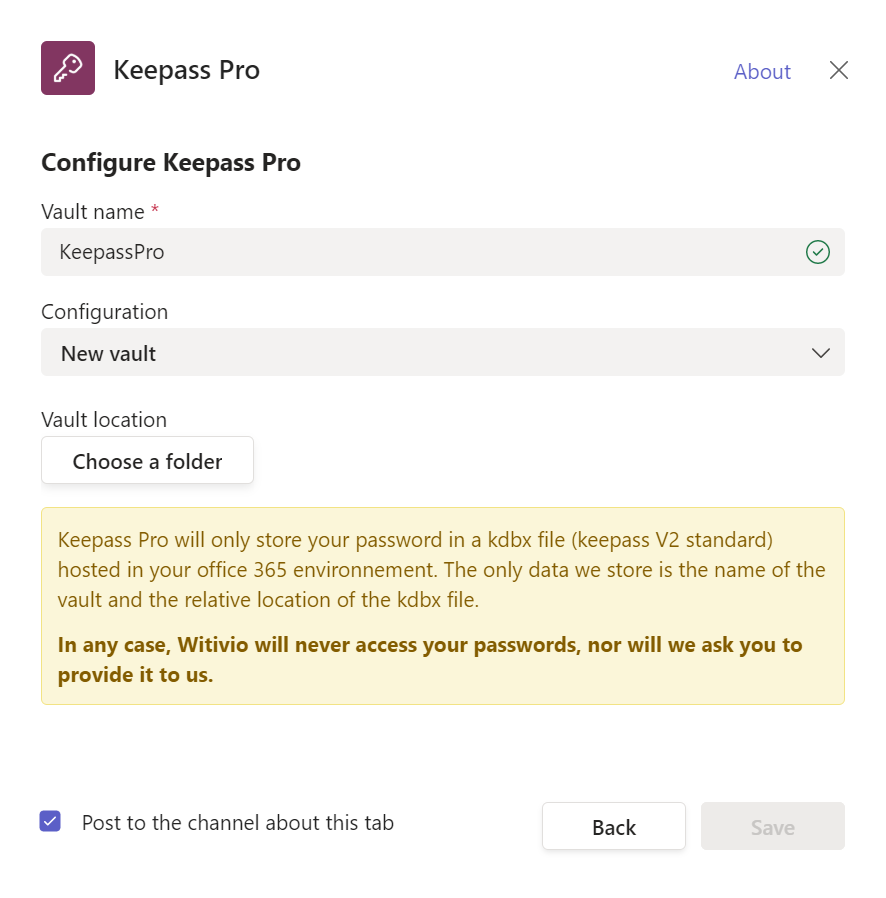 Keepass Pro
About
Configure Keepass Pro
Vault name *
KeepassPro
Configuration
New vault
Vault location
Choose a folder
Keepass Pro will only store your password in a kdbx file (keepass V2 standard)
hosted in your office 365 environnement. The only data we store is the name of the
vault and the relative location of the kdbx file.
In any case, Witivio will never access your passwords, nor will we ask you to
provide it to us.
Post to the channel about this tab
Back
Save